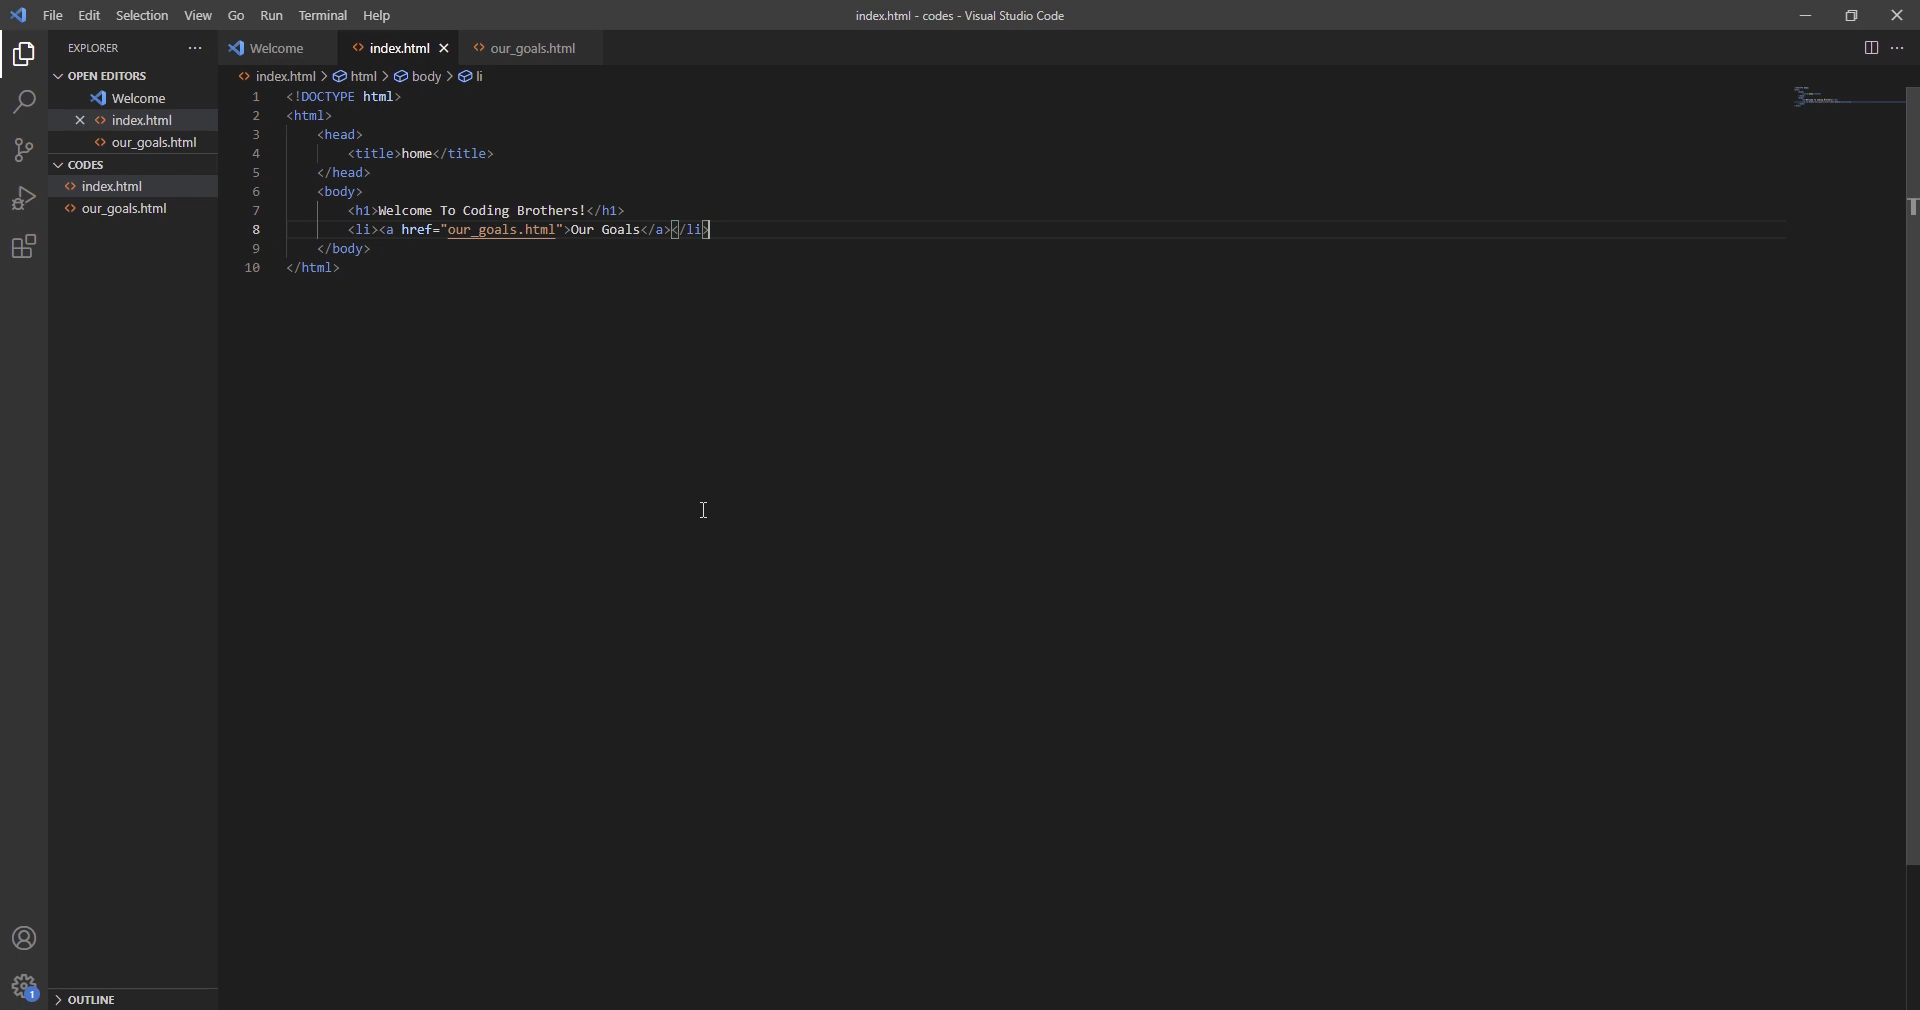 File Edit Selection View Go Run Terminal Help
index.html - codes - Visual Studio Code
EXPLORER
OPEN EDITORS
Welcome
index.html
our_goals.html
CODES
index.html
our_goals.html
OUTLINE
1
Welcome index.html our_goals.html
index.html > html > body > li
1 <!DOCTYPE html>
2 <html>
3 <head>
4 <title>home</title>
5 </head>
6 <body>
7 <h1>Welcome To Coding Brothers!</h1>
8 <li><a href="our_goals.html">Our Goals</a></li>
9 </body>
10 </html>